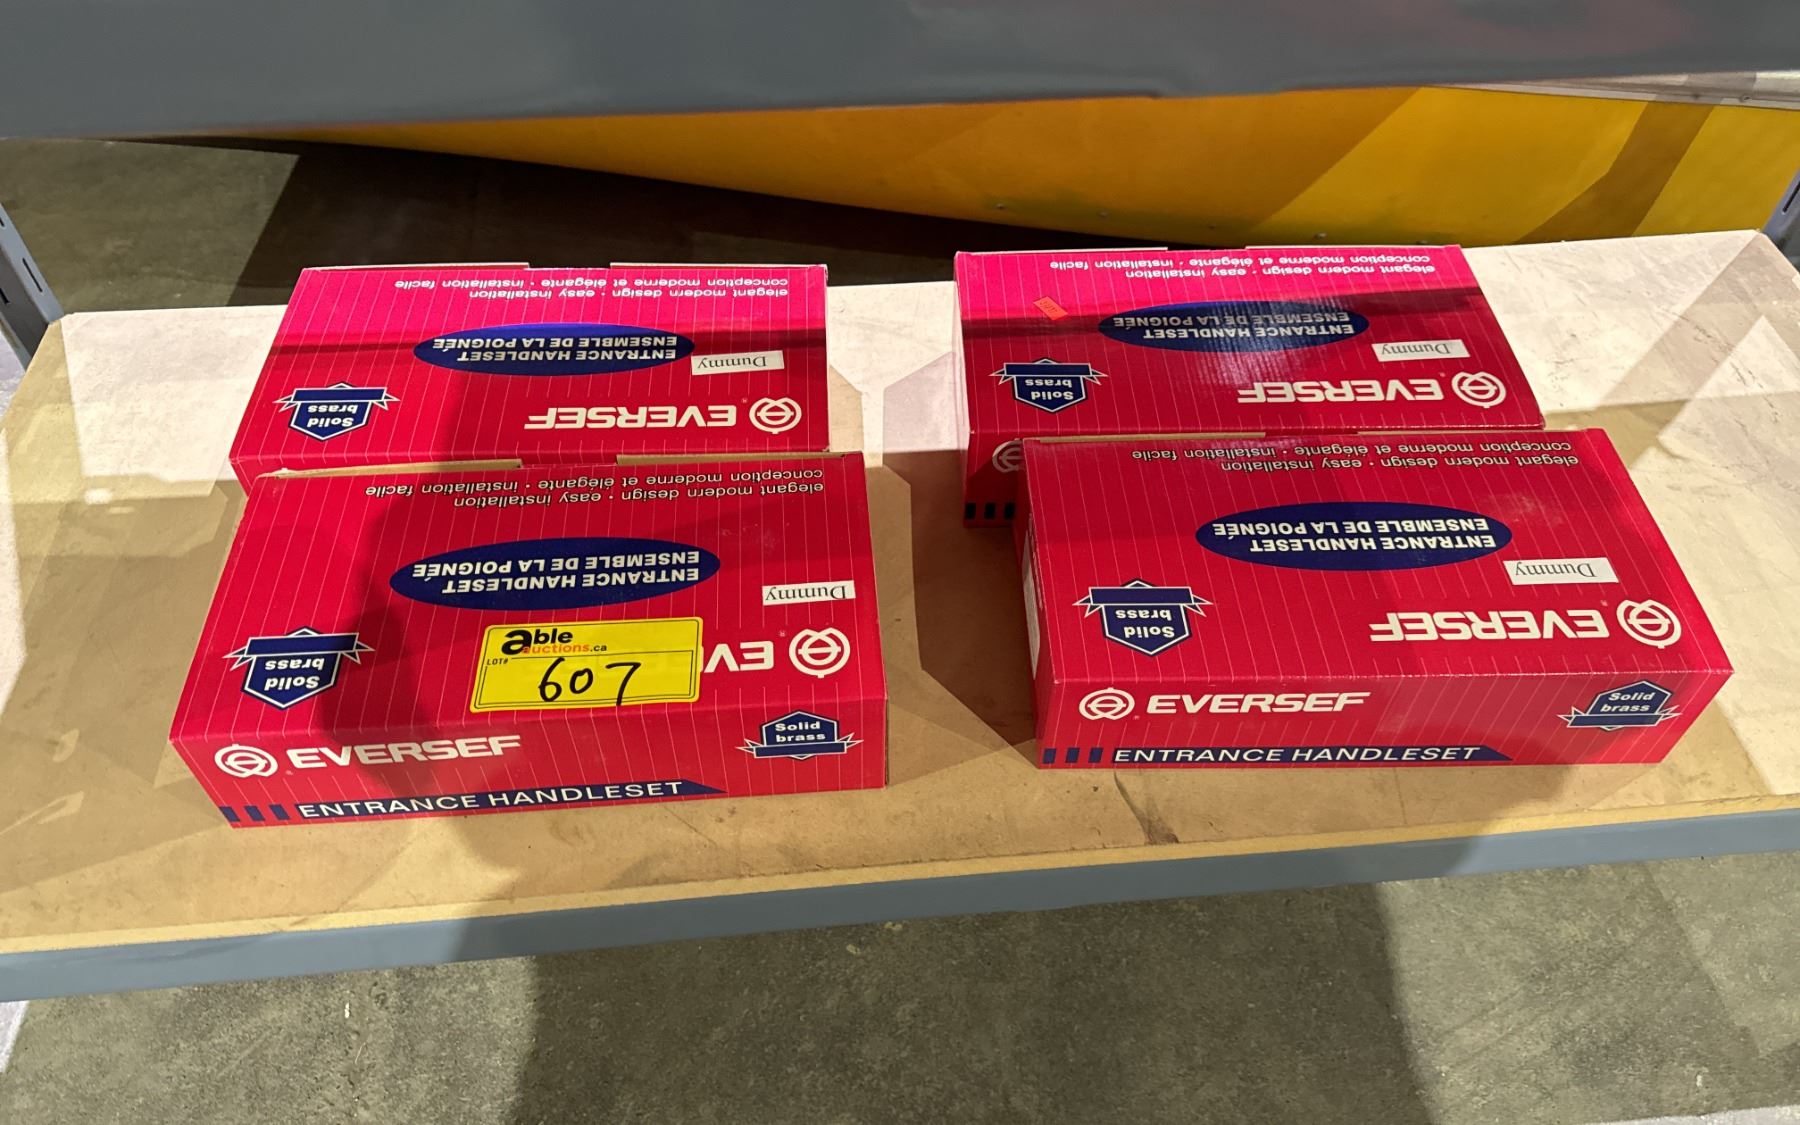 elegant modern design · easy installation
conception moderne et élégante · installation facile
ENTRANCE HANDLESET
ENSEMBLE DE LA POIGNÉE
Dummy
EVERSEF
Solid
brass
elegant modern design · easy installation
conception moderne et élégante · installation facile
ENTRANCE HANDLESET
ENSEMBLE DE LA POIGNÉE
Dummy
EVERSEF
Solid
brass
elegant modern design · easy installation
conception moderne et élégante · installation facile
ENTRANCE HANDLESET
ENSEMBLE DE LA POIGNÉE
Dummy
EVE
Solid
brass
able
auctions.ca
LOT# 607
EVERSEF
Solid
brass
ENTRANCE HANDLESET
elegant modern design · easy installation
conception moderne et élégante · installation facile
ENTRANCE HANDLESET
ENSEMBLE DE LA POIGNÉE
Dummy
EVERSEF
Solid
brass
EVERSEF
Solid
brass
ENTRANCE HANDLESET